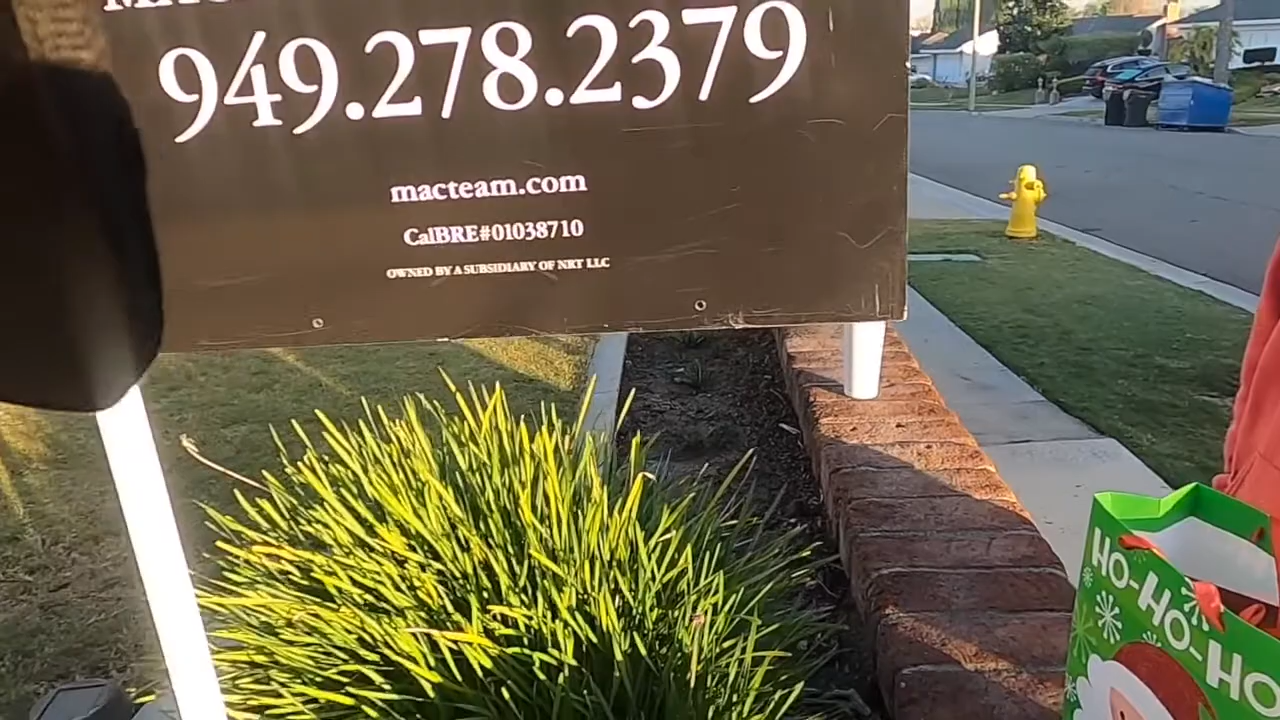 949.278.2379
macteam.com
CalBRE#01038710
OWNED BY A SUBSIDIARY OF NRT LLC
HO-HO-HO